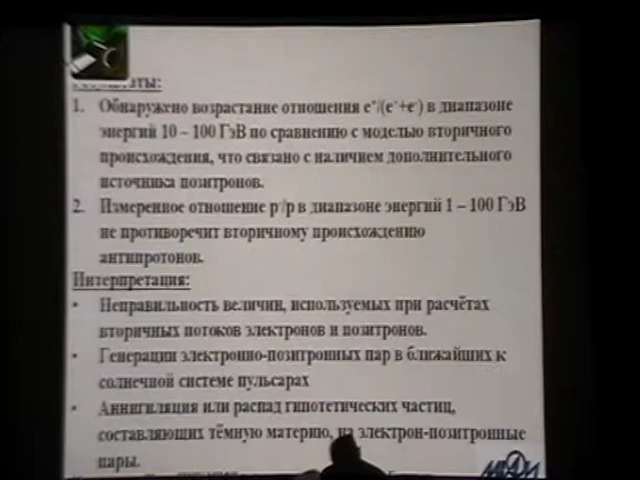 Результаты:
1. Обнаружено возрастание отношения e⁺/(e⁺+e⁻) в диапазоне
энергий 10 – 100 ГэВ по сравнению с моделью вторичного
происхождения, что связано с наличием дополнительного
источника позитронов.
2. Измеренное отношение p⁻/p в диапазоне энергий 1 – 100 ГэВ
не противоречит вторичному происхождению
антипротонов.
Интерпретация:
• Неправильность величин, используемых при расчётах
вторичных потоков электронов и позитронов.
• Генерации электронно-позитронных пар в ближайших к
солнечной системе пульсарах
• Аннигиляция или распад гипотетических частиц,
составляющих тёмную материю, на электрон-позитронные
пары.